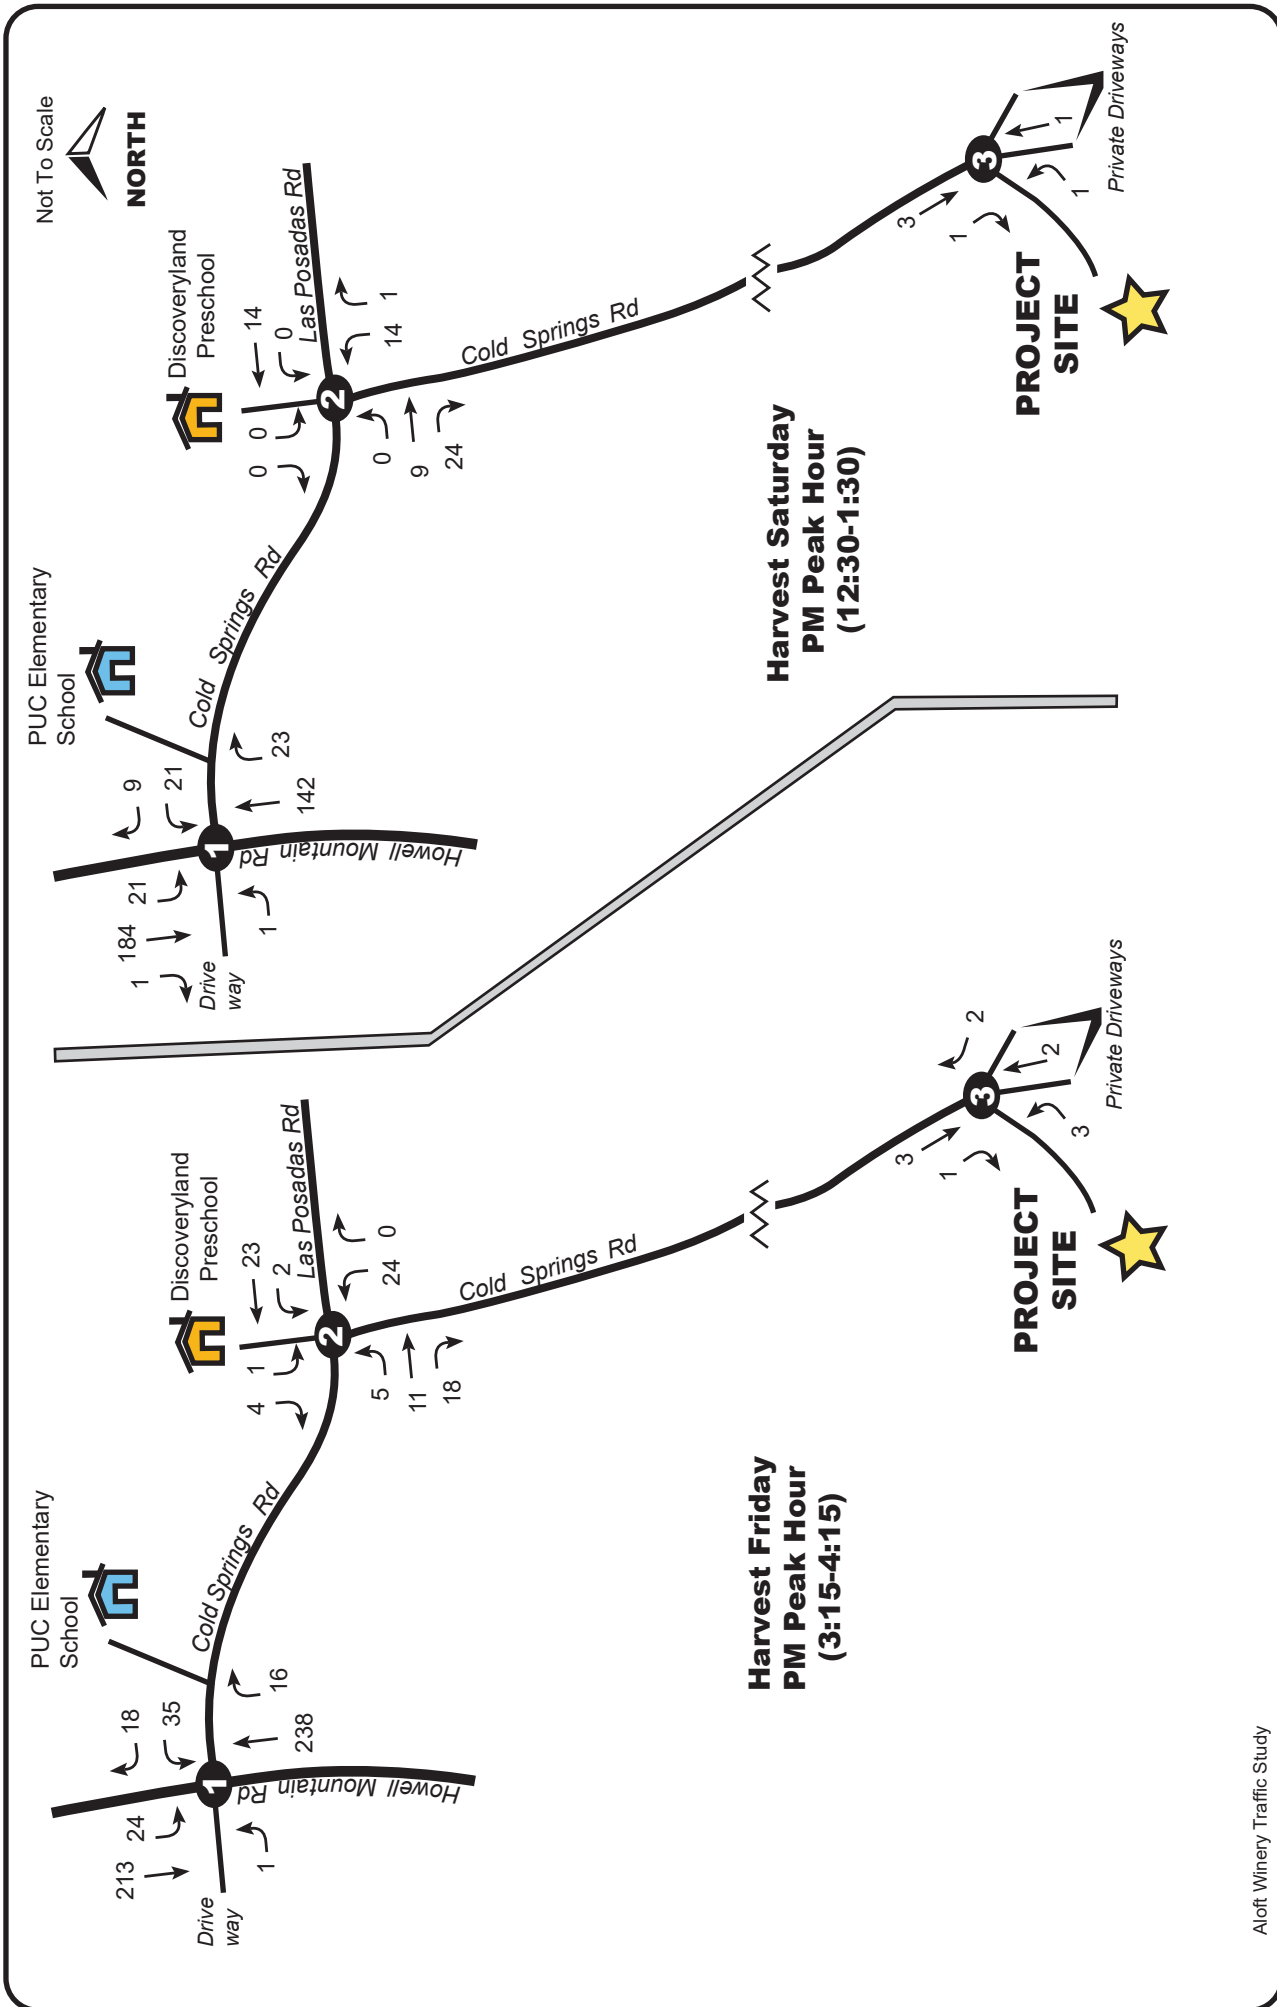 Not To Scale
NORTH
PUC Elementary
School
Discoveryland
Preschool
Las Posadas Rd
Cold Springs Rd
Howell Mountain Rd
Drive
way
213
24
18
35
1
238
16
4
1
23
2
5
11
18
24
0
Cold Springs Rd
3
1
2
2
3
1
2
3
PROJECT
SITE
Private Driveways
Harvest Friday
PM Peak Hour
(3:15-4:15)
PUC Elementary
School
Discoveryland
Preschool
Las Posadas Rd
Cold Springs Rd
Howell Mountain Rd
Drive
way
1
184
21
9
21
1
142
23
0
0
14
0
0
9
24
14
1
Cold Springs Rd
3
1
1
1
1
2
3
PROJECT
SITE
Private Driveways
Harvest Saturday
PM Peak Hour
(12:30-1:30)
Aloft Winery Traffic Study